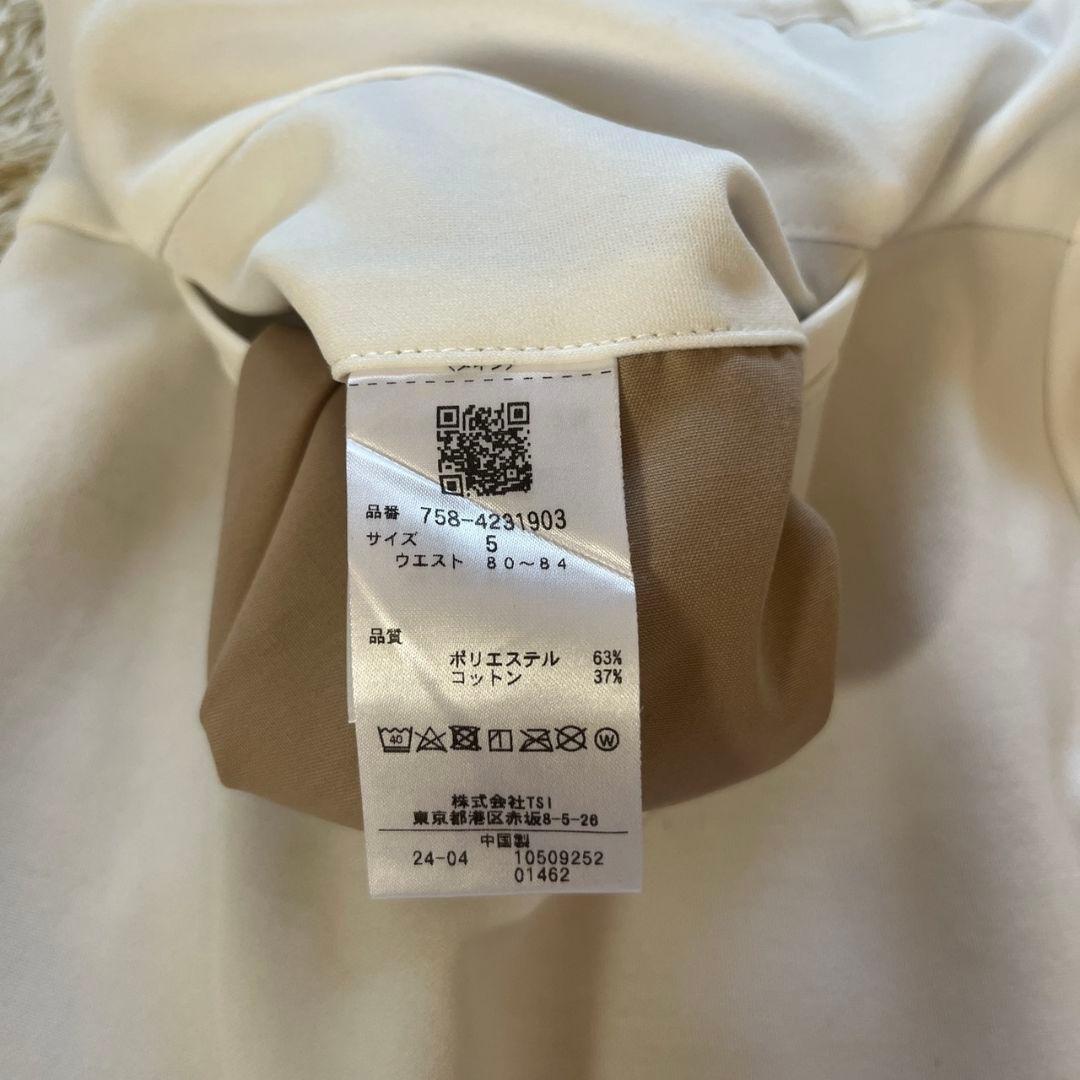 品番 758-4231903
サイズ 5
ウエスト 80～84
品質
ポリエステル 63%
コットン 37%
40
W
株式会社TSI
東京都港区赤坂8-5-26
中国製
24-04 10509252
01462